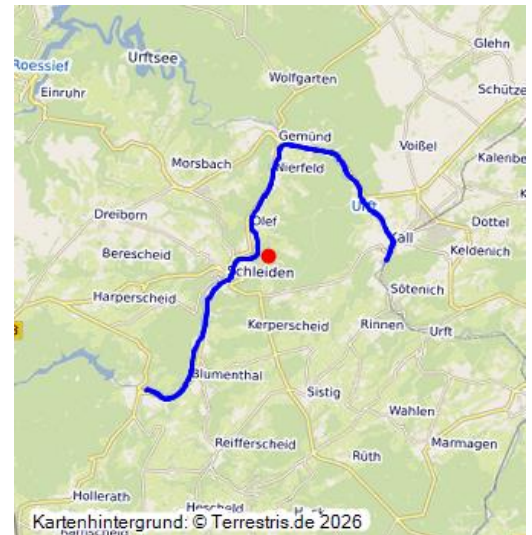 Glehn
Urftsee
Roessief
Wolfgarten
Einruhr
Schütze
Gemünd
Voißel
Morsbach
Nierfeld
Kalenbe
Urft
Dreiborn
Olef
Dottel
Kall
Berescheid
Keldenich
Schleiden
Harperscheid
Sötenich
Kerperscheid
Rinnen
Urft
Blumenthal
Sistig
Wahlen
Reifferscheid
Marmagen
Rüth
Hollerath
Hescheld
Kartenhintergrund: © Terrestris.de 2026